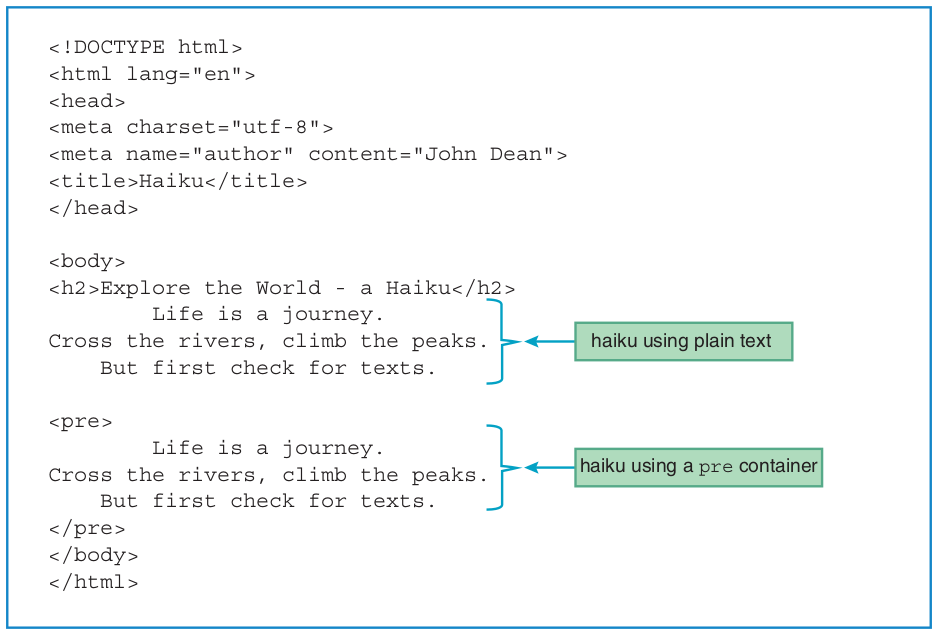 <!DOCTYPE html>
<html lang="en">
<head>
<meta charset="utf-8">
<meta name="author" content="John Dean">
<title>Haiku</title>
</head>

<body>
<h2>Explore the World - a Haiku</h2>
        Life is a journey.
Cross the rivers, climb the peaks.
    But first check for texts.
haiku using plain text

<pre>
        Life is a journey.
Cross the rivers, climb the peaks.
    But first check for texts.
haiku using a pre container
</pre>
</body>
</html>